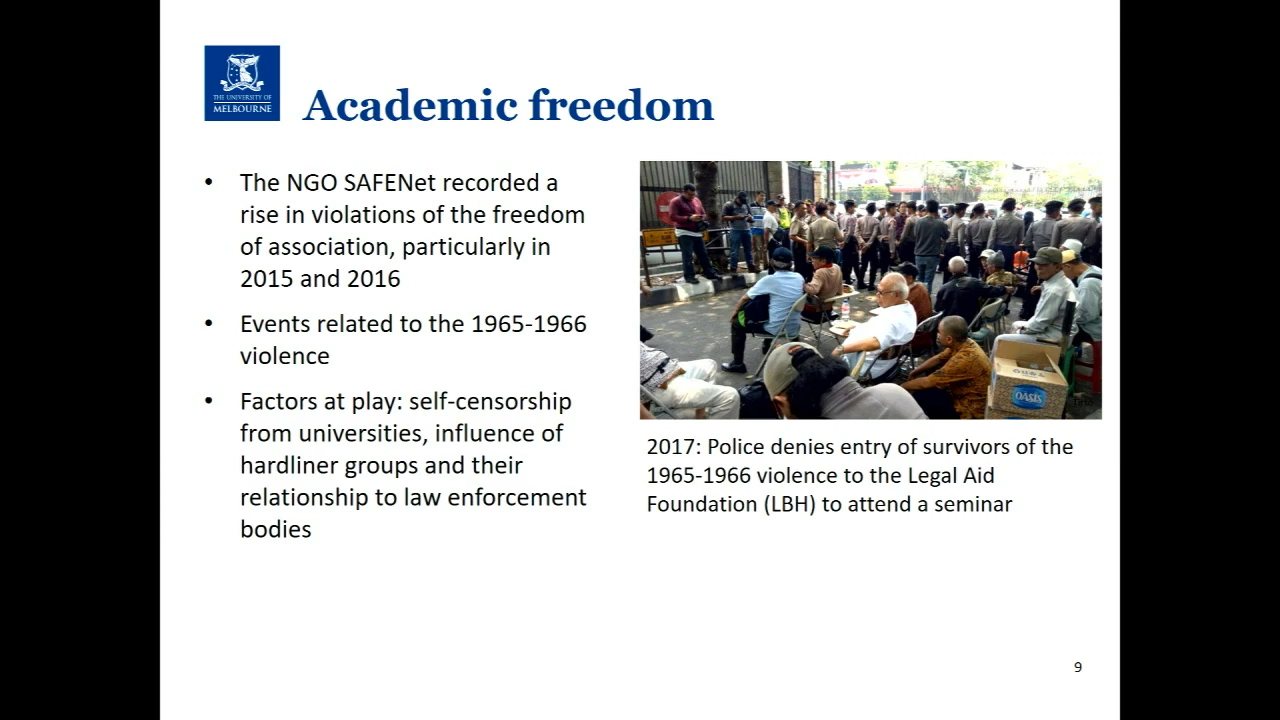 THE UNIVERSITY OF
MELBOURNE
Academic freedom
• The NGO SAFENet recorded a
rise in violations of the freedom
of association, particularly in
2015 and 2016
• Events related to the 1965-1966
violence
• Factors at play: self-censorship
from universities, influence of
hardliner groups and their
relationship to law enforcement
bodies
OASIS
2017: Police denies entry of survivors of the
1965-1966 violence to the Legal Aid
Foundation (LBH) to attend a seminar
9